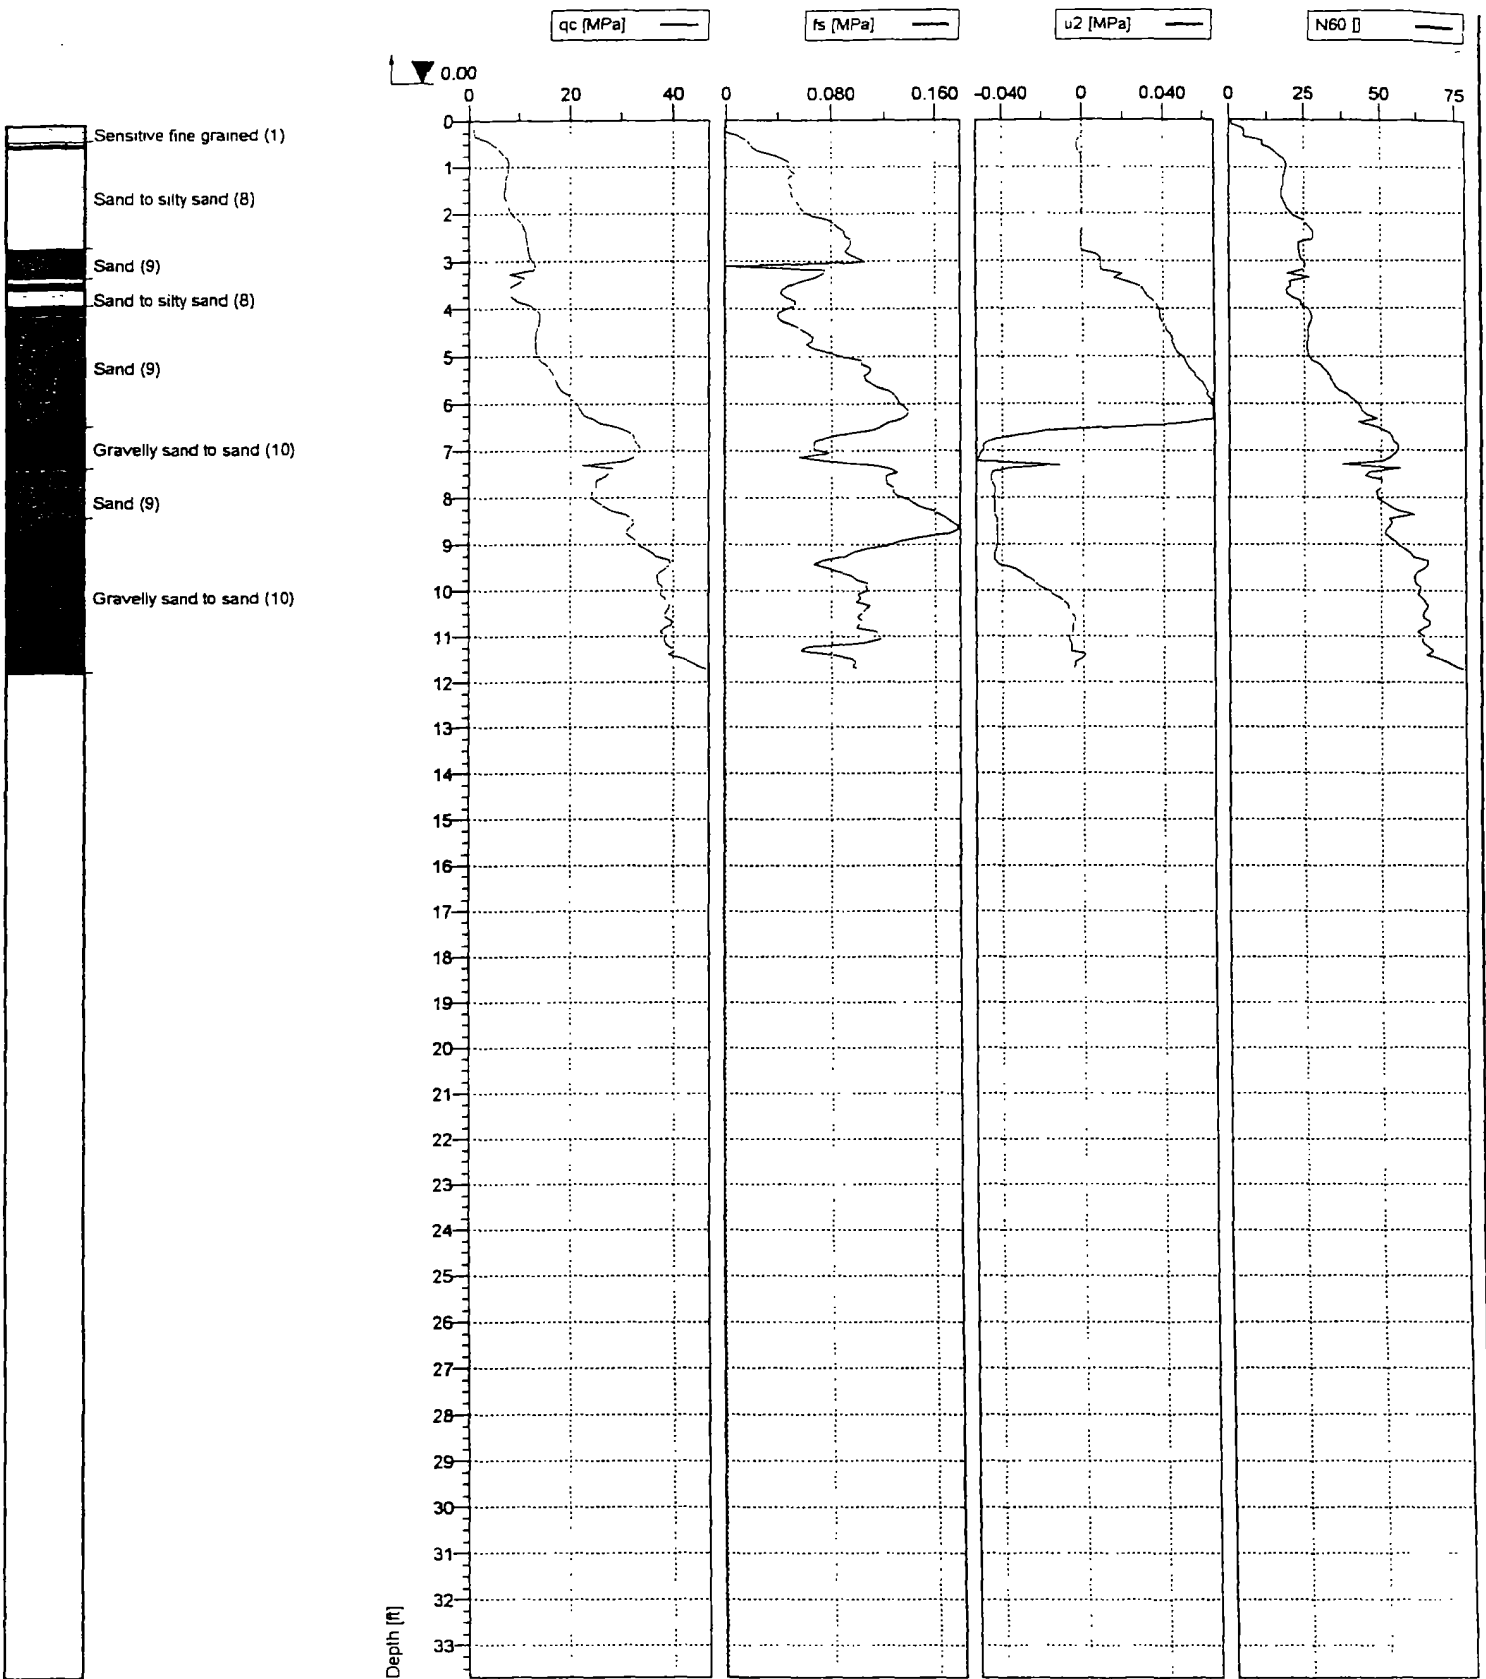 qc [MPa]
fs [MPa]
u2 [MPa]
N60 []
0.00
0 20 40
0 0.080 0.160
-0.040 0 0.040
0 25 50 75
0
Sensitive fine grained (1)
1
Sand to silty sand (8)
2
3
Sand (9)
Sand to silty sand (8)
4
5
Sand (9)
6
7
Gravelly sand to sand (10)
8
Sand (9)
9
10
Gravelly sand to sand (10)
11
12
13
14
15
16
17
18
19
20
21
22
23
24
25
26
27
28
29
30
31
32
33
Depth [ft]